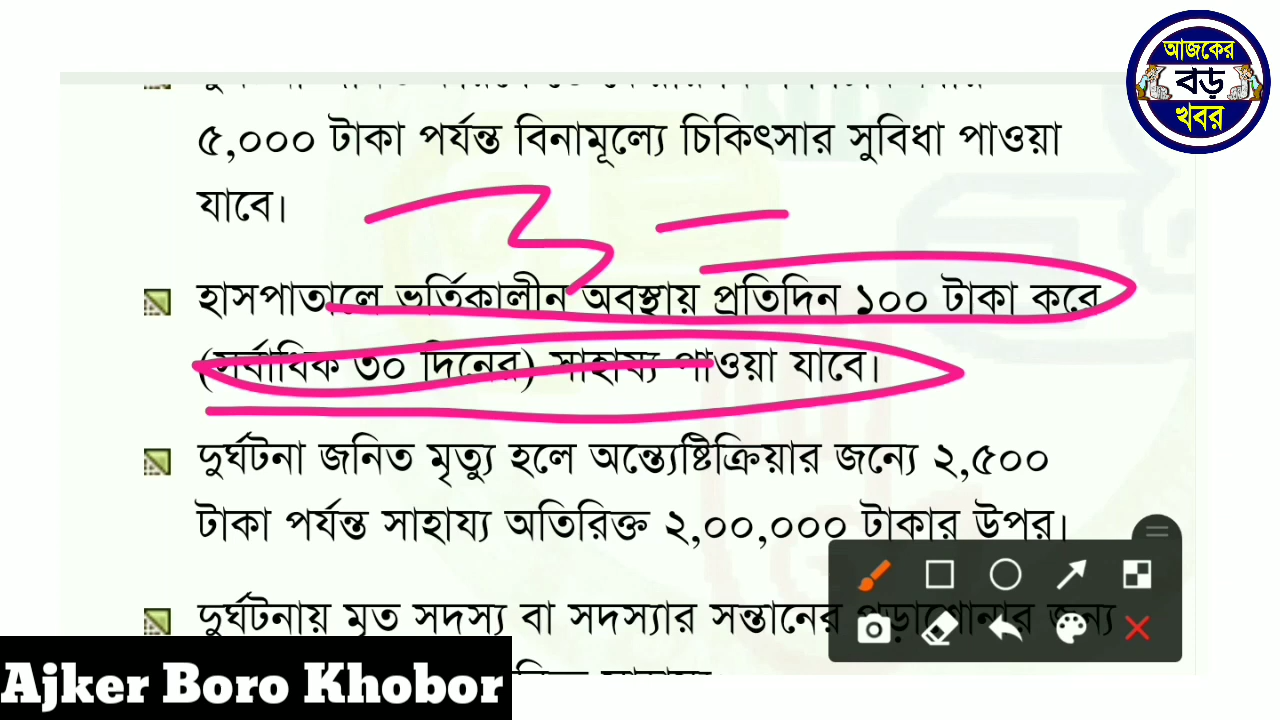 আজকের
বড়
খবর
৫,০০০ টাকা পর্যন্ত বিনামূল্যে চিকিৎসার সুবিধা পাওয়া
যাবে।
হাসপাতালে ভর্তিকালীন অবস্থায় প্রতিদিন ১০০ টাকা করে
(সর্বাধিক ৩০ দিনের) সাহায্য পাওয়া যাবে।
দুর্ঘটনা জনিত মৃত্যু হলে অন্ত্যেষ্টিক্রিয়ার জন্যে ২,৫০০
টাকা পর্যন্ত সাহায্য অতিরিক্ত ২,০০,০০০ টাকার উপর।
দুর্ঘটনায় মৃত সদস্য বা সদস্যার সন্তানের পড়াশোনার জন্য
Ajker Boro Khobor